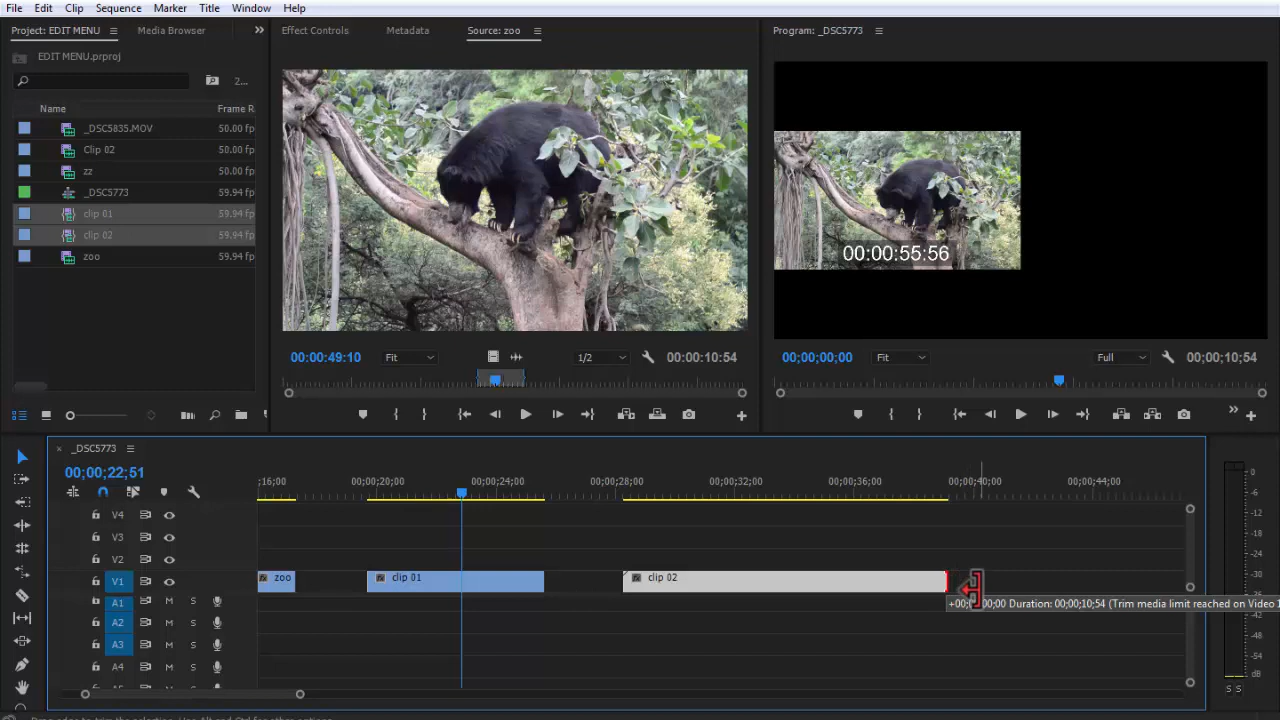 File Edit Clip Sequence Marker Title Window Help
Project: EDIT MENU Media Browser
Effect Controls Metadata Source: zoo
Program: _DSC5773
EDIT MENU.prproj
2...
Name Frame R
_DSC5835.MOV 50.00 fp
Clip 02 50.00 fp
zz 50.00 fp
_DSC5773 59.94 fp
clip 01 59.94 fp
clip 02 59.94 fp
zoo 59.94 fp
00:00:55:56
00:00:49:10 Fit 1/2 00:00:10:54
00;00;00;00 Fit Full 00;00;10;54
_DSC5773
00;00;22;51
;16;00 00;00;20;00 00;00;24;00 00;00;28;00 00;00;32;00 00;00;36;00 00;00;40;00 00;00;44;00
V4
V3
V2
V1 zoo clip 01 clip 02
A1 M S
A2 M S
A3 M S
A4 M S
Duration: 00;00;10;54 (Trim media limit reached on Video 1
0
-6
-12
-18
-24
-30
-36
-42
-48
-54
dB
S S